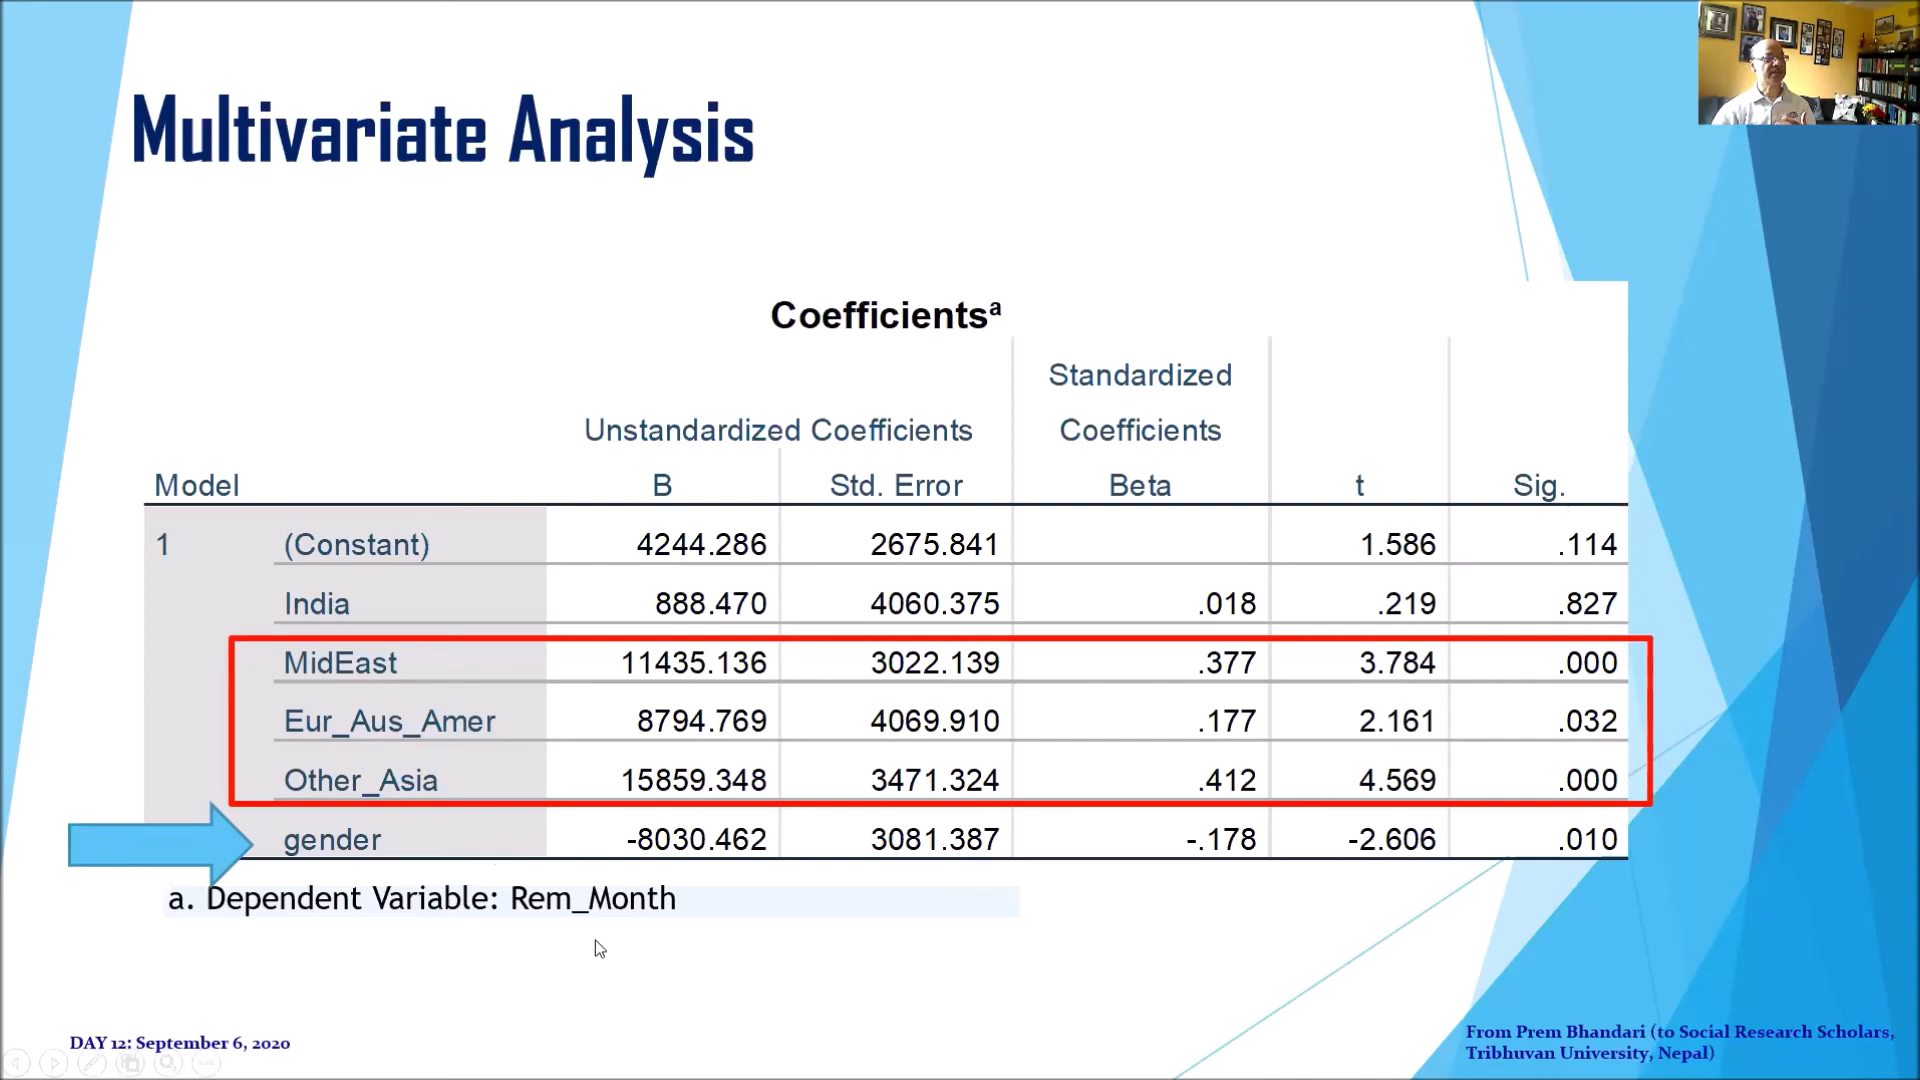 Multivariate Analysis
Coefficientsª
Standardized
Unstandardized Coefficients Coefficients
Model B Std. Error Beta t Sig.
1 (Constant) 4244.286 2675.841 1.586 .114
India 888.470 4060.375 .018 .219 .827
MidEast 11435.136 3022.139 .377 3.784 .000
Eur_Aus_Amer 8794.769 4069.910 .177 2.161 .032
Other_Asia 15859.348 3471.324 .412 4.569 .000
gender -8030.462 3081.387 -.178 -2.606 .010
a. Dependent Variable: Rem_Month
DAY 12: September 6, 2020
From Prem Bhandari (to Social Research Scholars,
Tribhuvan University, Nepal)